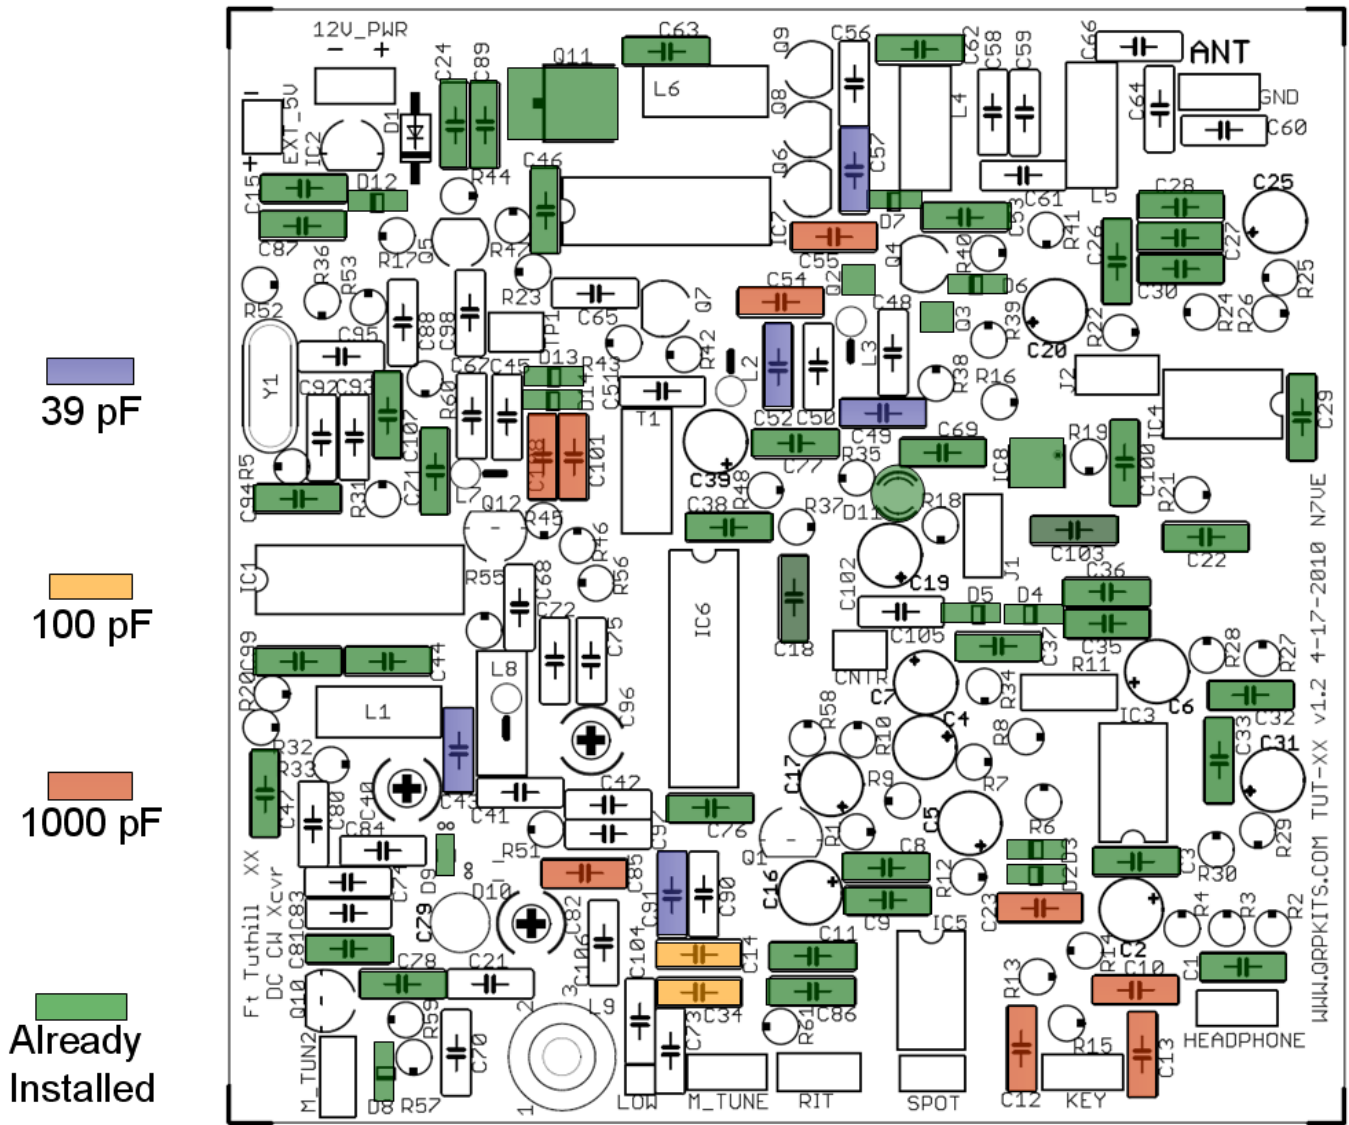 12V_PWR
- +
C63
Q9
C56
C62
C58
C59
C66
ANT
C24
C89
Q11
L6
L4
C64
GND
-
EXT_5V
+
IC2
D1
Q8
C57
C60
C15
D12
R44
C46
Q6
IC7
D7
C53
C61
L5
C28
C25
C87
R17
Q5
R47
C55
Q4
R40
R41
C26
C27
C30
R36
R53
R23
C54
Q2
D6
R25
R52
C95
C88
C98
TP1
C65
Q7
C48
Q3
R39
C20
R22
R24
R26
Y1
C67
C45
D13
R43
D14
R42
L2
L3
39 pF
C92
C93
R60
C51
T1
C52
C50
R38
R16
J2
IC4
C29
C107
C101
C39
C77
C49
C69
R19
R5
C94
R31
C71
L7
Q12
R45
R48
C38
R37
R35
D11
R18
IC8
C100
R21
IC1
R46
R55
R56
C68
IC6
C102
C19
J1
C103
C22
C36
100 pF
C72
C75
C18
C105
CNTR
D5
D4
C37
C35
R11
C99
C44
R20
L8
C96
C7
R34
C6
R28
R27
L1
R58
R10
C4
R8
IC3
C32
C33
C31
R32
R33
C43
C17
R9
R7
1000 pF
C47
C80
C40
C41
C42
C97
C76
Q1
R1
C5
R6
R29
C84
R51
C8
D3
D2
C3
R30
Ft Tuthill XX
DC CW Xcvr
C74
D9
D10
C85
C91
C90
C16
C9
R12
C23
IC5
C2
R4
R3
R2
C83
C81
C79
C82
C106
C104
C14
C11
R14
R13
C10
C1
Q10
C78
C21
C34
C86
R61
Already
Installed
M_TUN2
R59
D8
R57
C70
1
2
3
L9
C73
LOW
M_TUNE
RIT
SPOT
C12
R15
KEY
C13
HEADPHONE
WWW.QRPKITS.COM TUT-XX v1.2 4-17-2010 N7VE